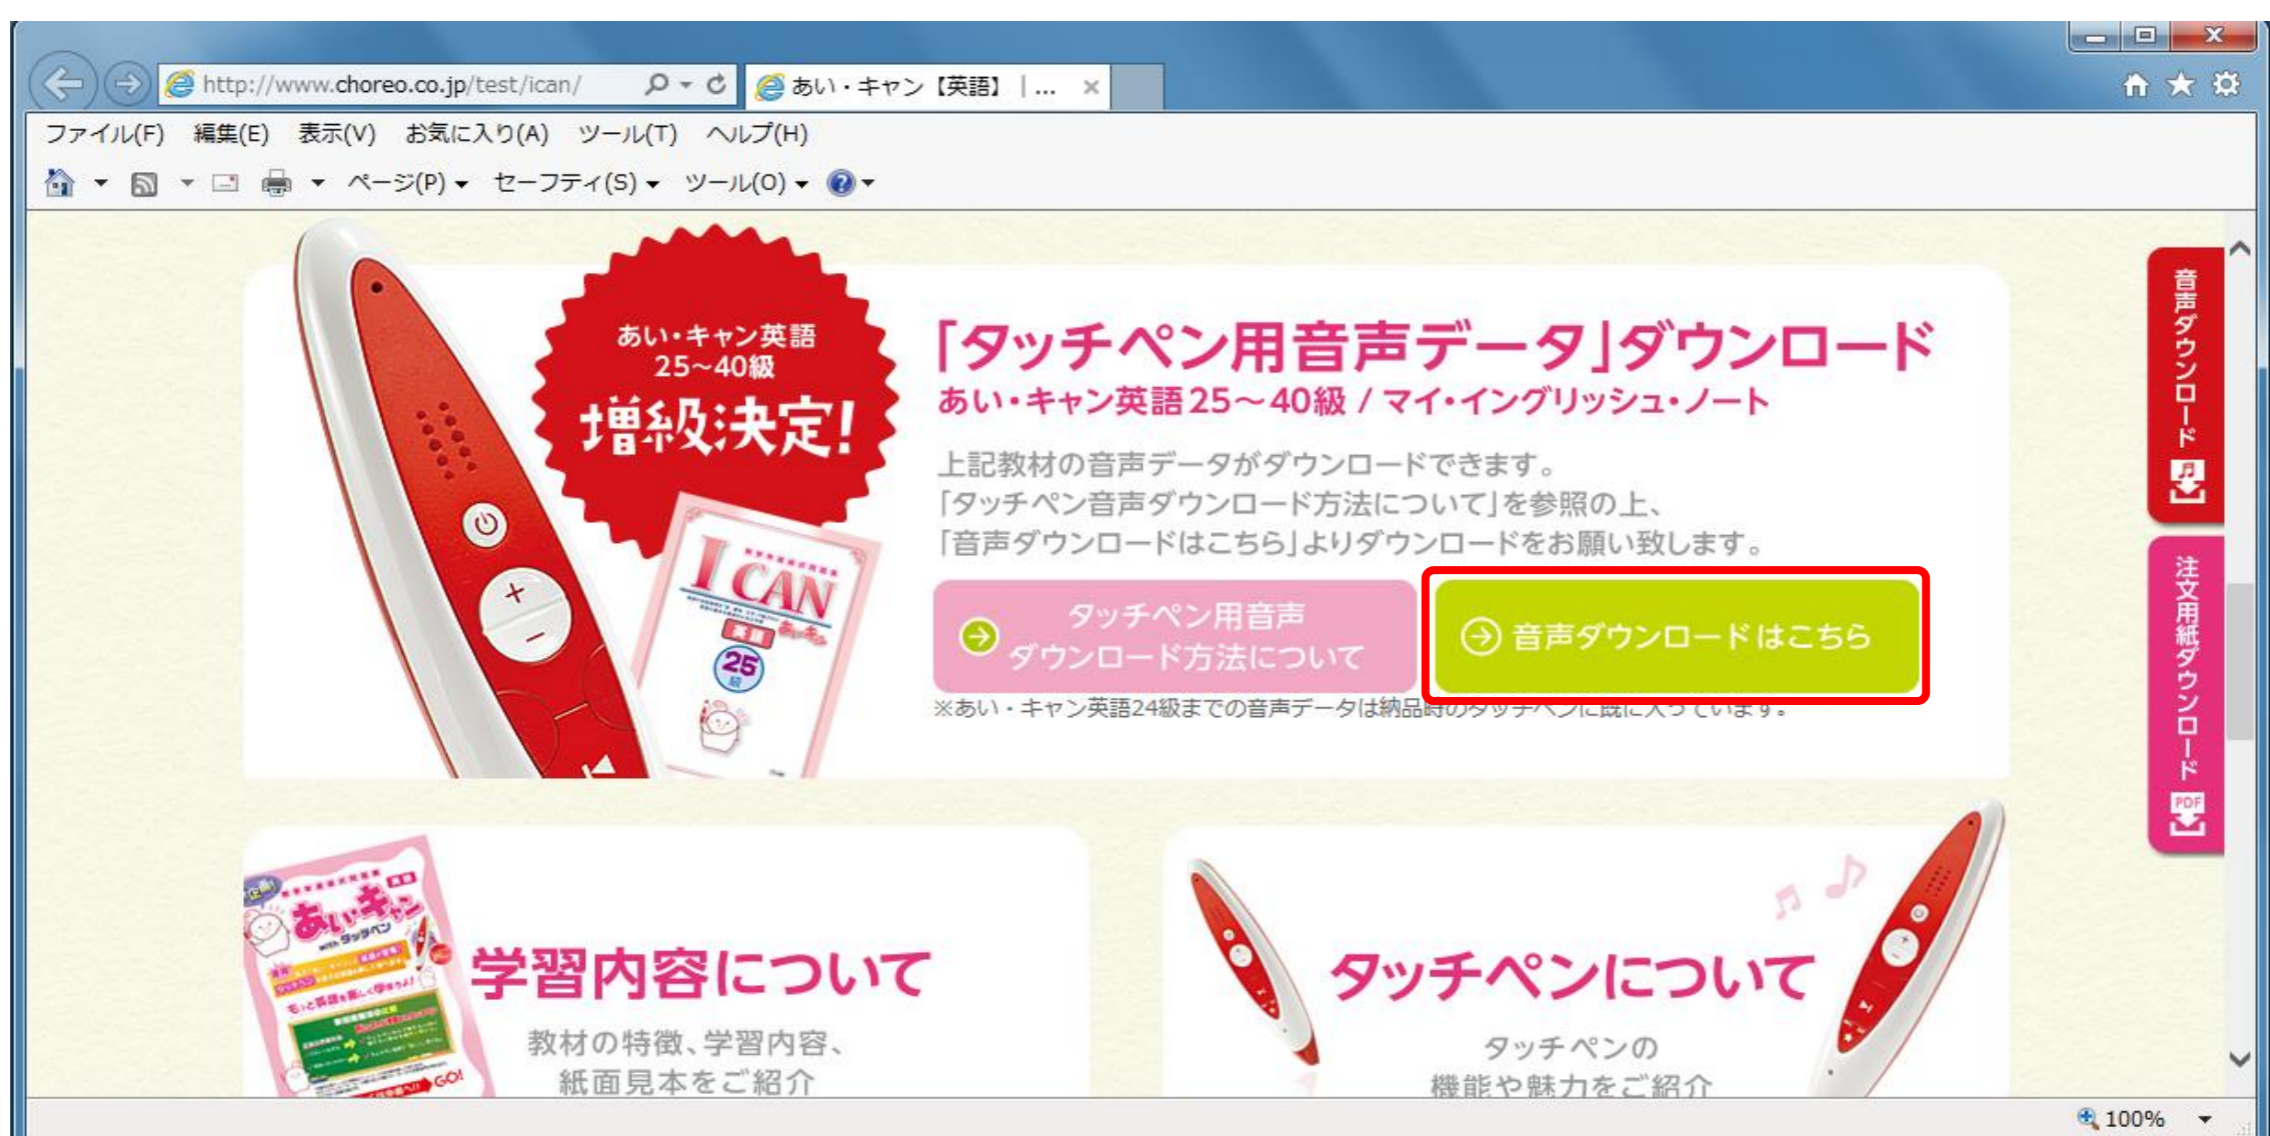 http://www.choreo.co.jp/test/ican/
あい・キャン【英語】 | ...
ファイル(F) 編集(E) 表示(V) お気に入り(A) ツール(T) ヘルプ(H)
ページ(P) セーフティ(S) ツール(O)
あい・キャン英語
25～40級
増級決定!
「タッチペン用音声データ」ダウンロード
あい・キャン英語25～40級 / マイ・イングリッシュ・ノート
上記教材の音声データがダウンロードできます。
「タッチペン音声ダウンロード方法について」を参照の上、
「音声ダウンロードはこちら」よりダウンロードをお願い致します。
タッチペン用音声
ダウンロード方法について
音声ダウンロードはこちら
※あい・キャン英語24級までの音声データは納品時のタッチペンに既に入っています。
I CAN
英語
あい・キャン
25
級
音声ダウンロード
注文用紙ダウンロード
PDF
あい・キャン
with タッチペン
GO!
学習内容について
教材の特徴、学習内容、
紙面見本をご紹介
タッチペンについて
タッチペンの
機能や魅力をご紹介
100%